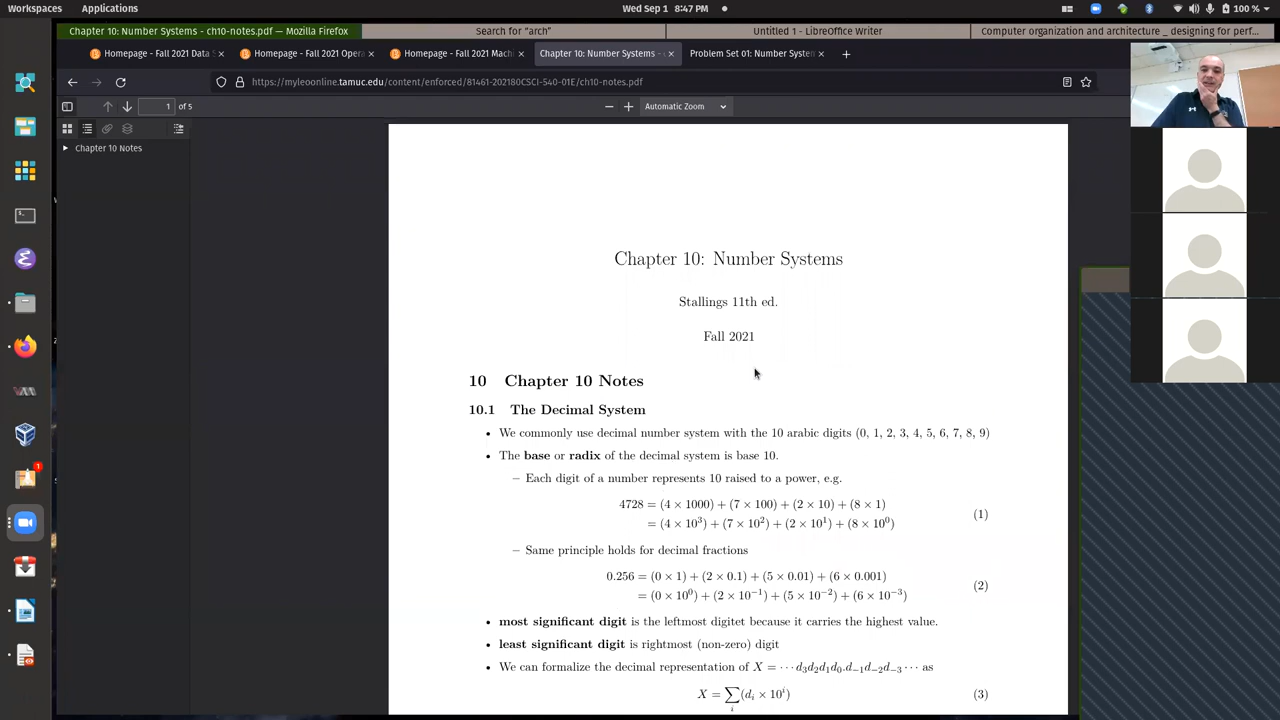 Workspaces Applications Wed Sep 1 8:47 PM 100 %
Chapter 10: Number Systems - ch10-notes.pdf — Mozilla Firefox Search for “arch” Untitled 1 - LibreOffice Writer Computer organization and architecture _ designing for perf...
Homepage - Fall 2021 Data S Homepage - Fall 2021 Opera Homepage - Fall 2021 Machi Chapter 10: Number Systems - Problem Set 01: Number System
https://myleoonline.tamuc.edu/content/enforced/81461-202180CSCI-540-01E/ch10-notes.pdf
1 of 5 Automatic Zoom
Chapter 10 Notes
Chapter 10: Number Systems
Stallings 11th ed.
Fall 2021
10 Chapter 10 Notes
10.1 The Decimal System
• We commonly use decimal number system with the 10 arabic digits (0, 1, 2, 3, 4, 5, 6, 7, 8, 9)
• The base or radix of the decimal system is base 10.
– Each digit of a number represents 10 raised to a power, e.g.
4728 = (4 × 1000) + (7 × 100) + (2 × 10) + (8 × 1)
= (4 × 10³) + (7 × 10²) + (2 × 10¹) + (8 × 10⁰) (1)
– Same principle holds for decimal fractions
0.256 = (0 × 1) + (2 × 0.1) + (5 × 0.01) + (6 × 0.001)
= (0 × 10⁰) + (2 × 10⁻¹) + (5 × 10⁻²) + (6 × 10⁻³) (2)
• most significant digit is the leftmost digitet because it carries the highest value.
• least significant digit is rightmost (non-zero) digit
• We can formalize the decimal representation of X = ⋯d₃d₂d₁d₀.d₋₁d₋₂d₋₃⋯ as
X = ∑ᵢ(dᵢ × 10ⁱ) (3)
1